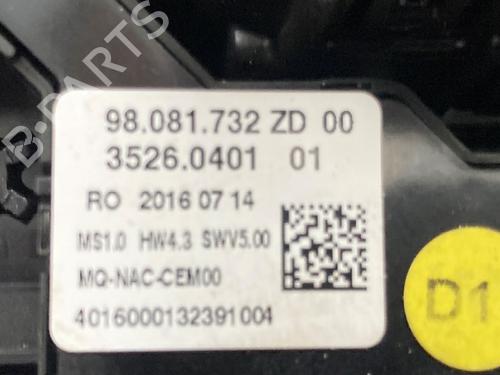 B-PARTS
98.081.732 ZD 00
3526.0401 01
RO 2016 07 14
MS1.0 HW4.3 SWV5.00
MQ-NAC-CEM00
4016000132391004
D1